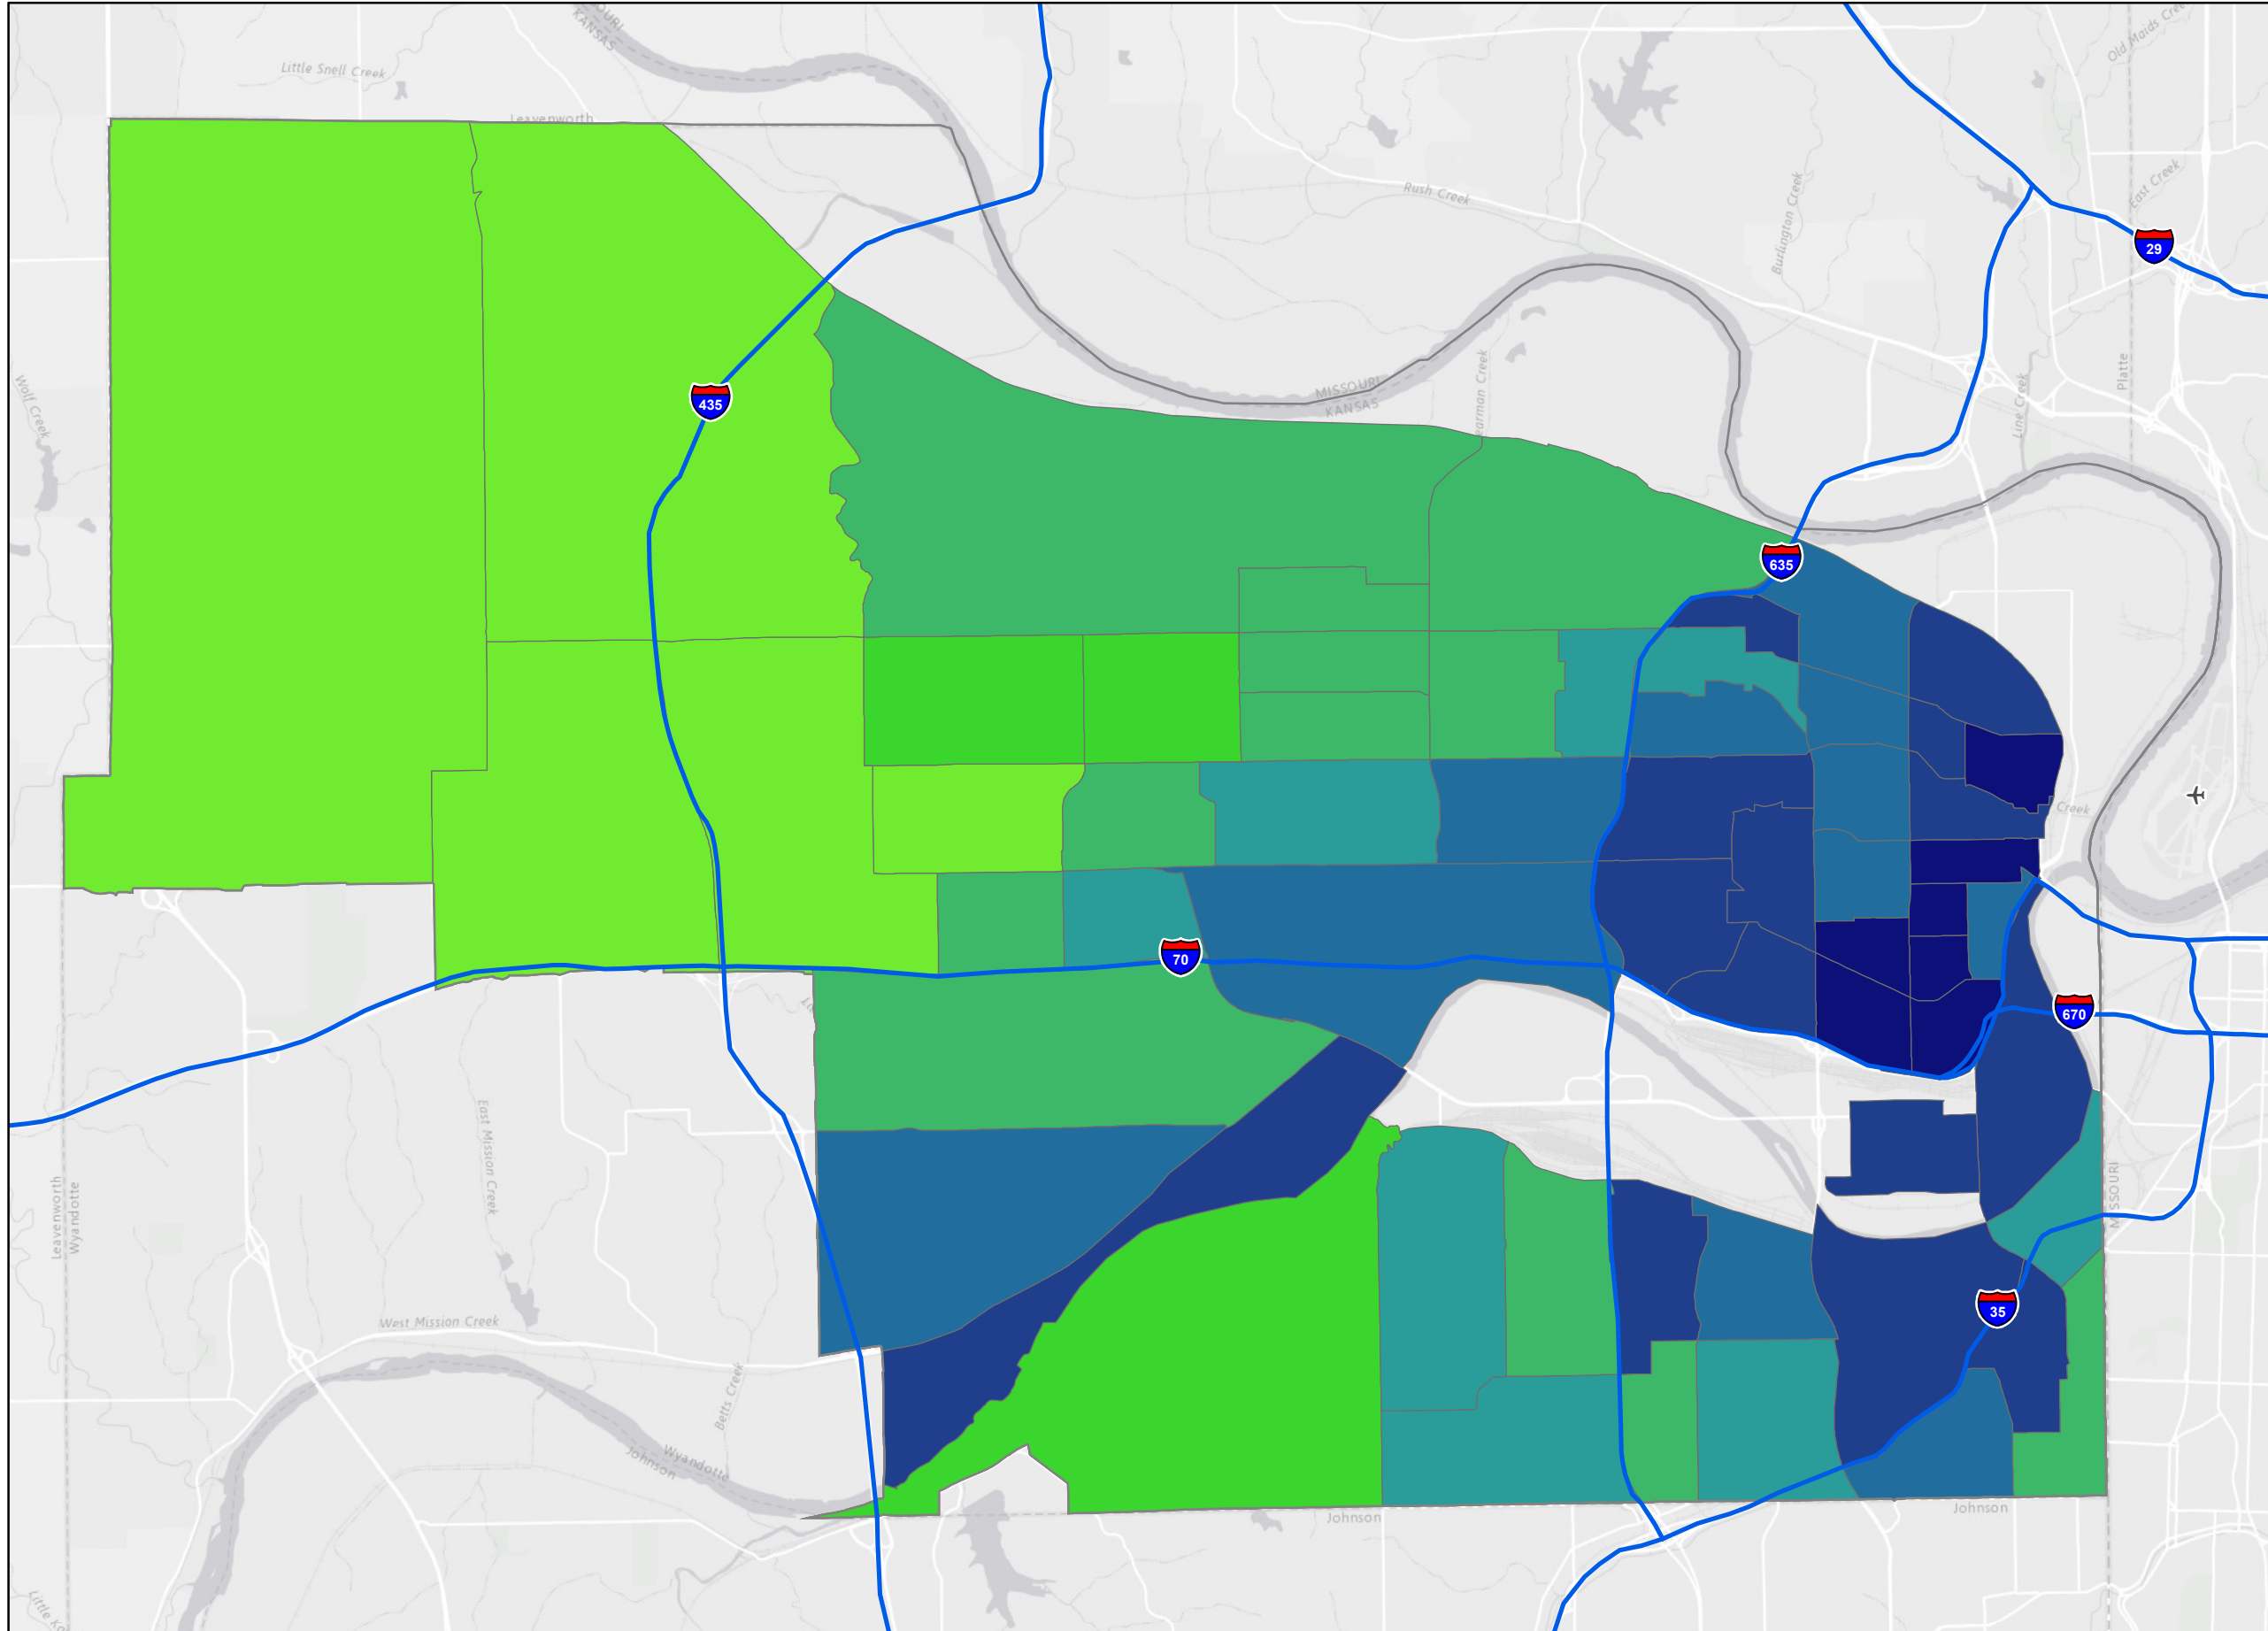 MISSOURI
KANSAS
Old Maids Creek
Little Snell Creek
Leavenworth
Rush Creek
Burlington Creek
East Creek
29
Wolf Creek
435
MISSOURI
KANSAS
Platte
Line Creek
635
Creek
70
670
East Mission Creek
Leavenworth
Wyandotte
MISSOURI
West Mission Creek
35
Betts Creek
Wyandotte
Johnson
Johnson
Johnson